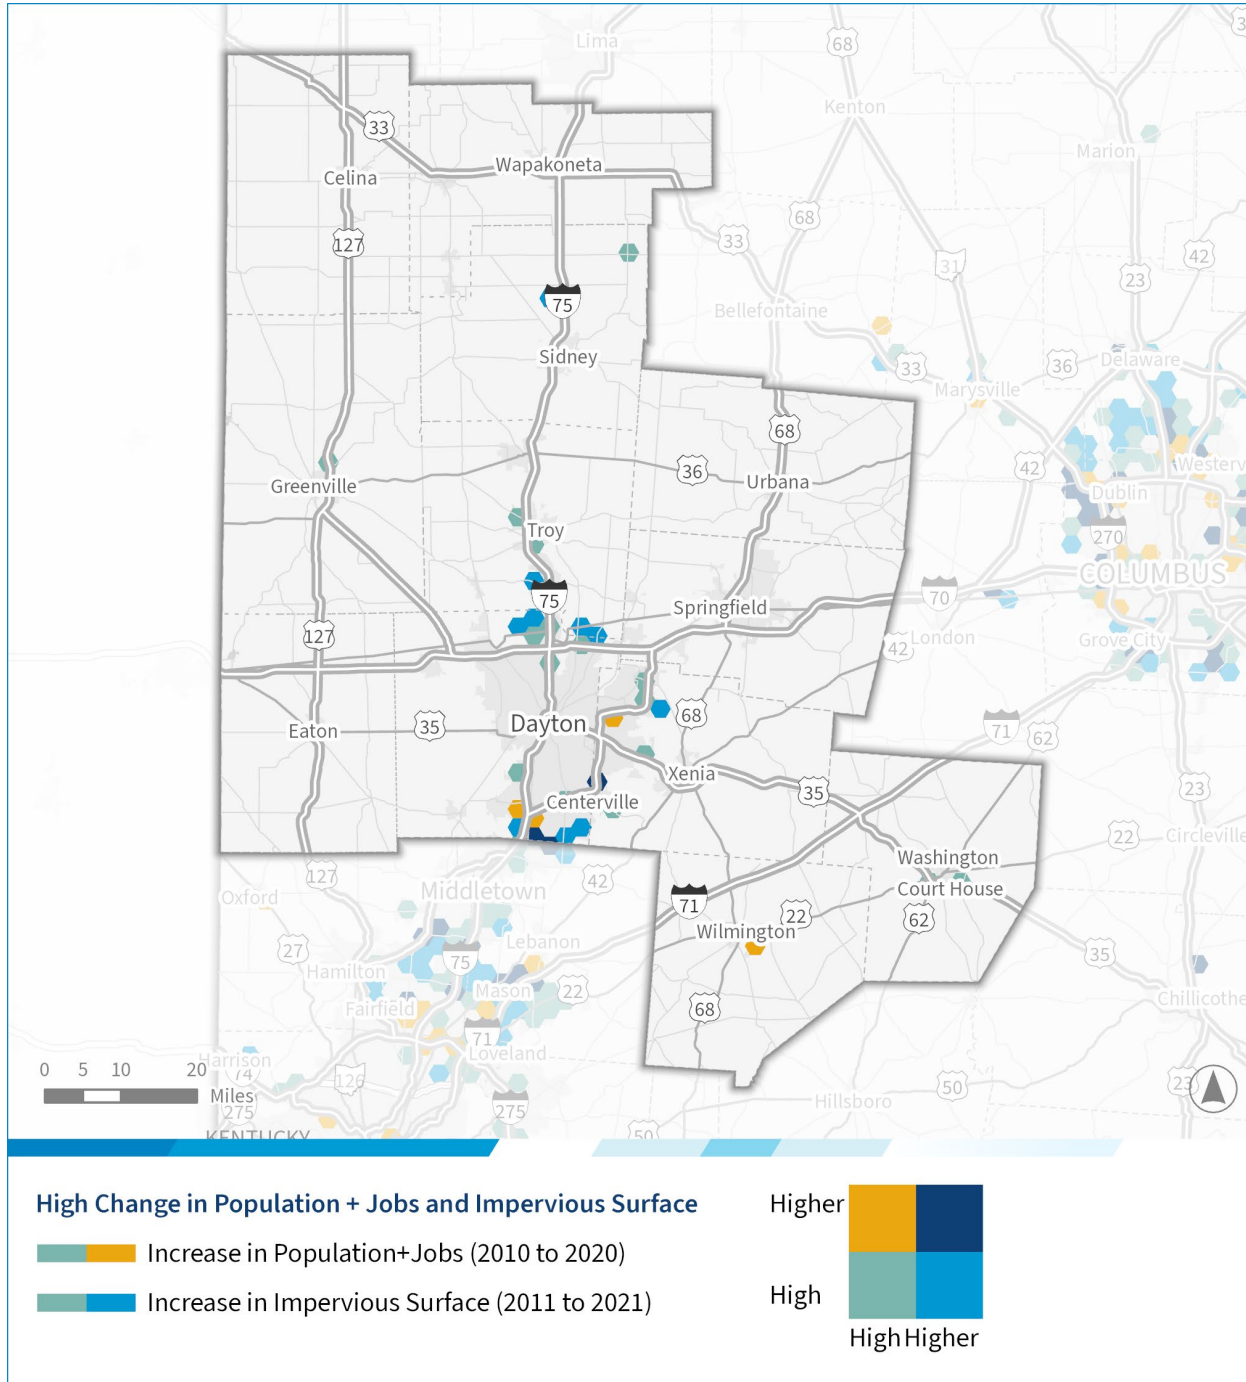 Lima
68
Kenton
33
Marion
Wapakoneta
Celina
68
127
33
42
31
23
75
Bellefontaine
Sidney
Delaware
33
36
Marysville
68
36
42
Westerv
Urbana
Greenville
Dublin
Troy
270
COLUMBUS
75
70
Springfield
127
London
42
Grove City
35
Dayton
68
71
62
Eaton
Xenia
35
23
Centerville
22
Circleville
Washington
Court House
127
42
Middletown
Oxford
71
22
62
Wilmington
27
Lebanon
35
75
Hamilton
Mason
22
Chillicothe
Fairfield
68
71
Loveland
Harrison
74
126
50
23
0 5 10 20
Miles
275
275
Hillsboro
50
KENTUCKY
High Change in Population + Jobs and Impervious Surface
Increase in Population+Jobs (2010 to 2020)
Increase in Impervious Surface (2011 to 2021)
Higher
High
High Higher